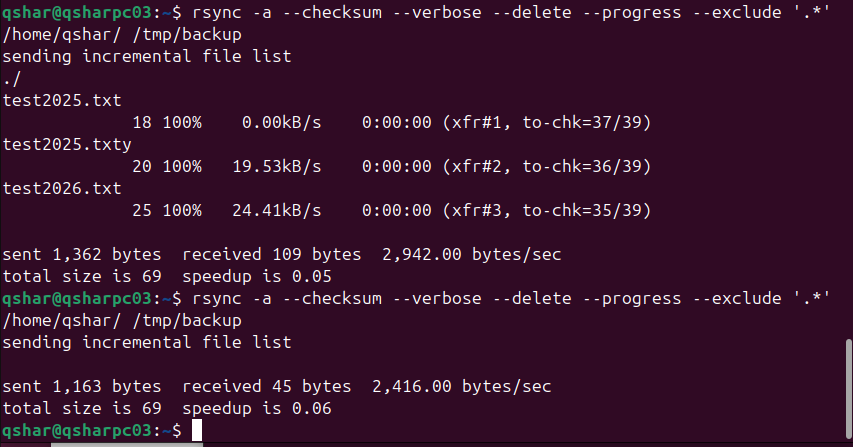 qshar@qsharpc03:~$ rsync -a --checksum --verbose --delete --progress --exclude '.*'
/home/qshar/ /tmp/backup
sending incremental file list
./
test2025.txt
             18 100%    0.00kB/s    0:00:00 (xfr#1, to-chk=37/39)
test2025.txty
             20 100%   19.53kB/s    0:00:00 (xfr#2, to-chk=36/39)
test2026.txt
             25 100%   24.41kB/s    0:00:00 (xfr#3, to-chk=35/39)

sent 1,362 bytes  received 109 bytes  2,942.00 bytes/sec
total size is 69  speedup is 0.05
qshar@qsharpc03:~$ rsync -a --checksum --verbose --delete --progress --exclude '.*'
/home/qshar/ /tmp/backup
sending incremental file list

sent 1,163 bytes  received 45 bytes  2,416.00 bytes/sec
total size is 69  speedup is 0.06
qshar@qsharpc03:~$